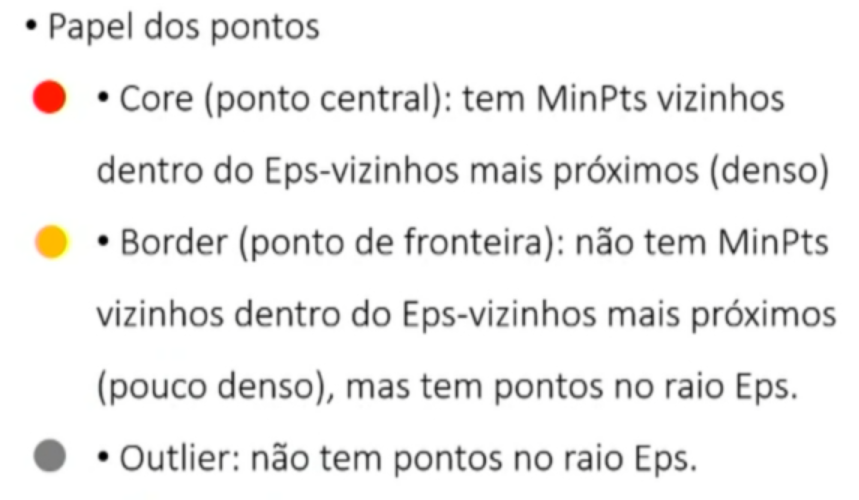 • Papel dos pontos
• Core (ponto central): tem MinPts vizinhos
dentro do Eps-vizinhos mais próximos (denso)
• Border (ponto de fronteira): não tem MinPts
vizinhos dentro do Eps-vizinhos mais próximos
(pouco denso), mas tem pontos no raio Eps.
• Outlier: não tem pontos no raio Eps.